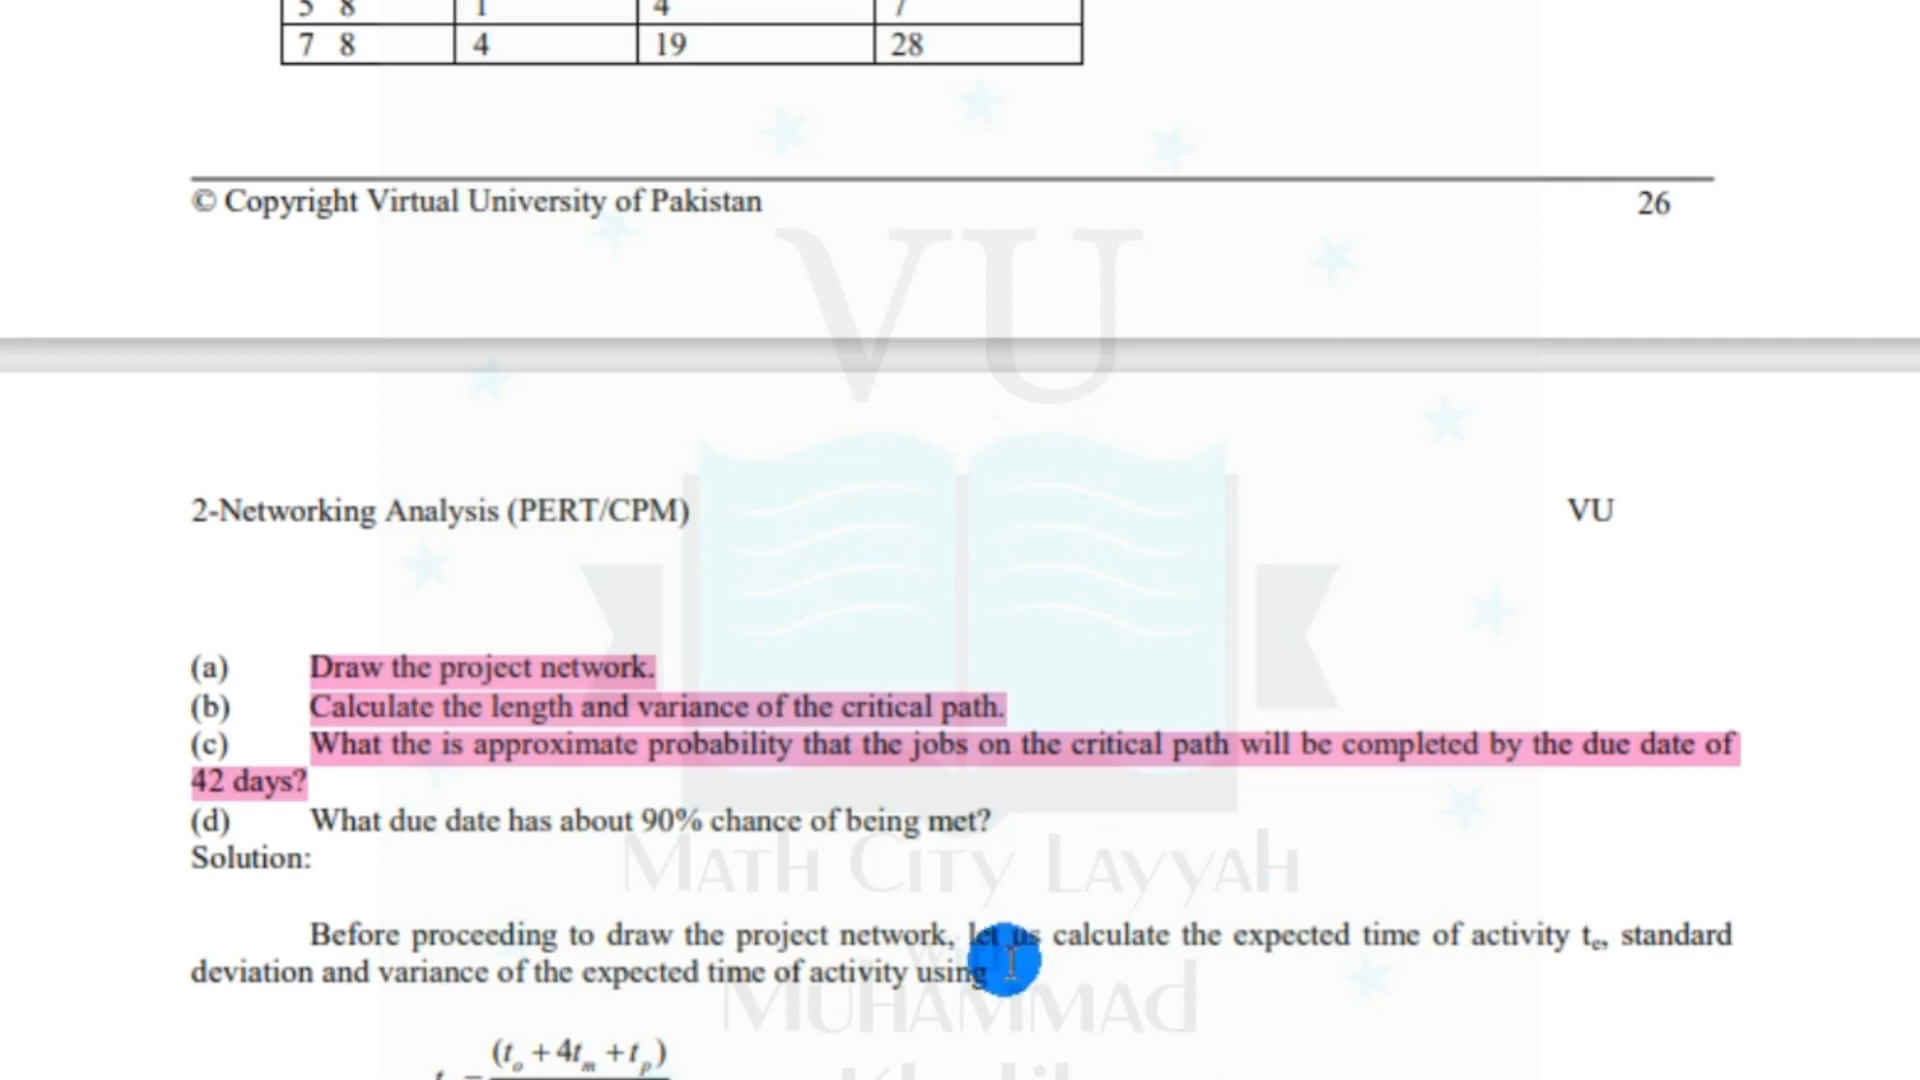 5 8 1 4 7
7 8 4 19 28
© Copyright Virtual University of Pakistan 26
VU
2-Networking Analysis (PERT/CPM) VU
(a) Draw the project network.
(b) Calculate the length and variance of the critical path.
(c) What the is approximate probability that the jobs on the critical path will be completed by the due date of
42 days?
(d) What due date has about 90% chance of being met?
Math City Layyah
Solution:
Before proceeding to draw the project network, let us calculate the expected time of activity te, standard
deviation and variance of the expected time of activity using
Muhammad
(to + 4tm + tp)